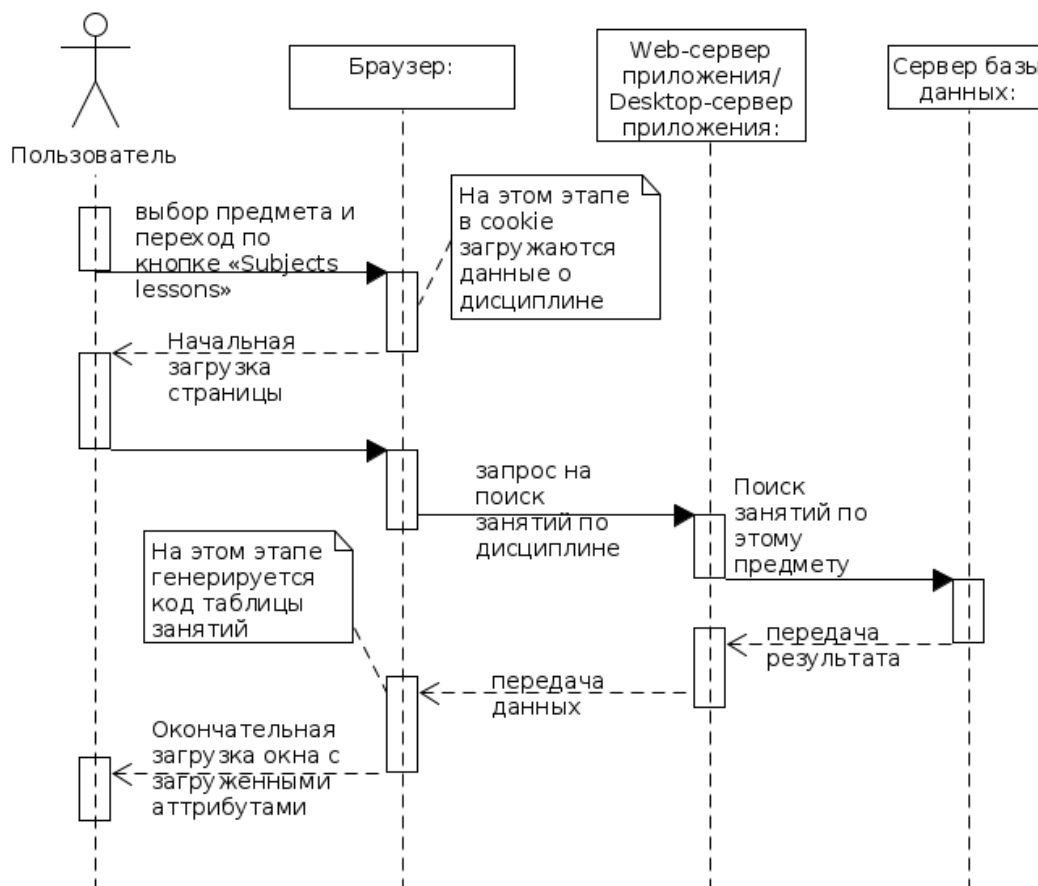 Пользователь
Браузер:
Web-сервер
приложения/
Desktop-сервер
приложения:
Сервер базы
данных:
выбор предмета и
переход по
кнопке «Subjects
lessons»
На этом этапе
в cookie
загружаются
данные о
дисциплине
Начальная
загрузка
страницы
запрос на
поиск
занятий по
дисциплине
Поиск
занятий по
этому
предмету
На этом этапе
генерируется
код таблицы
занятий
передача
результата
передача
данных
Окончательная
загрузка окна с
загруженными
аттрибутами